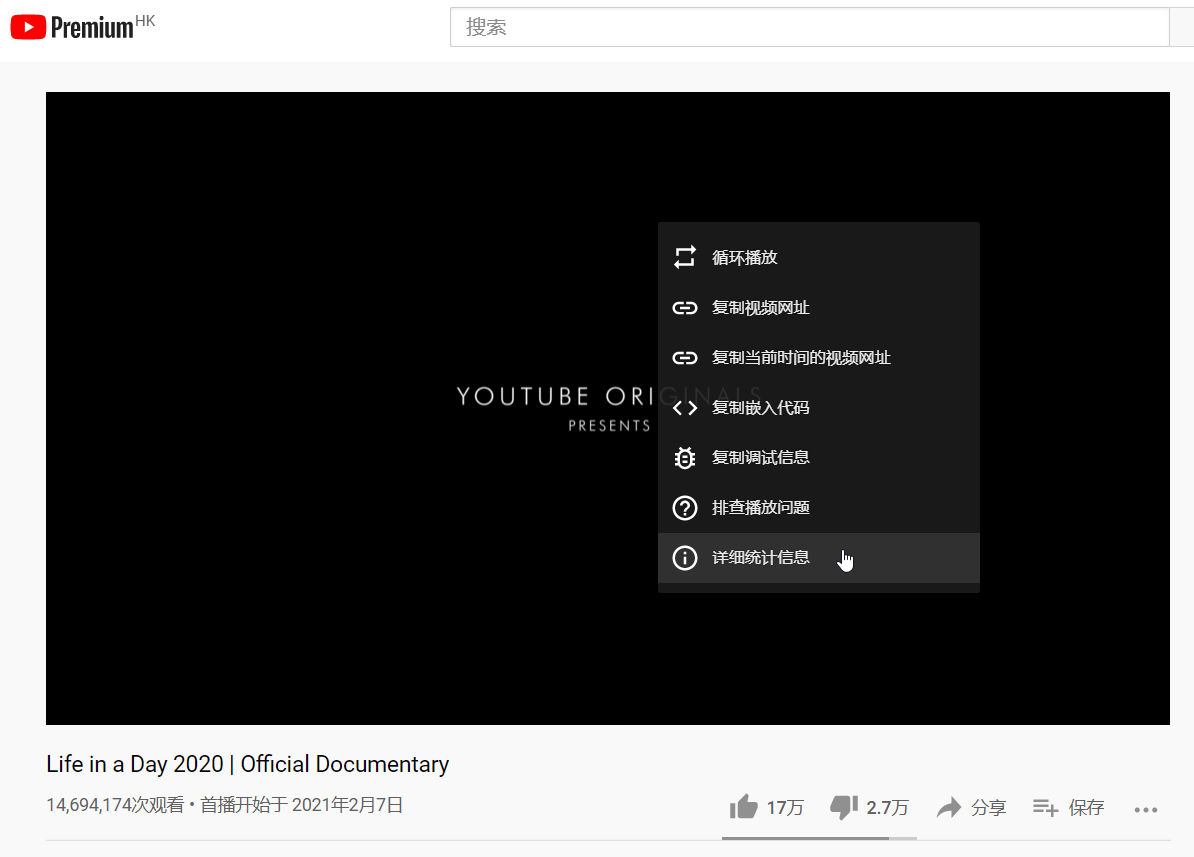 Premium HK
搜索
循环播放
复制视频网址
复制当前时间的视频网址
YOUTUBE ORIGINALS
复制嵌入代码
PRESENTS
复制调试信息
排查播放问题
详细统计信息
Life in a Day 2020 | Official Documentary
14,694,174次观看 • 首播开始于 2021年2月7日
17万 2.7万 分享 保存